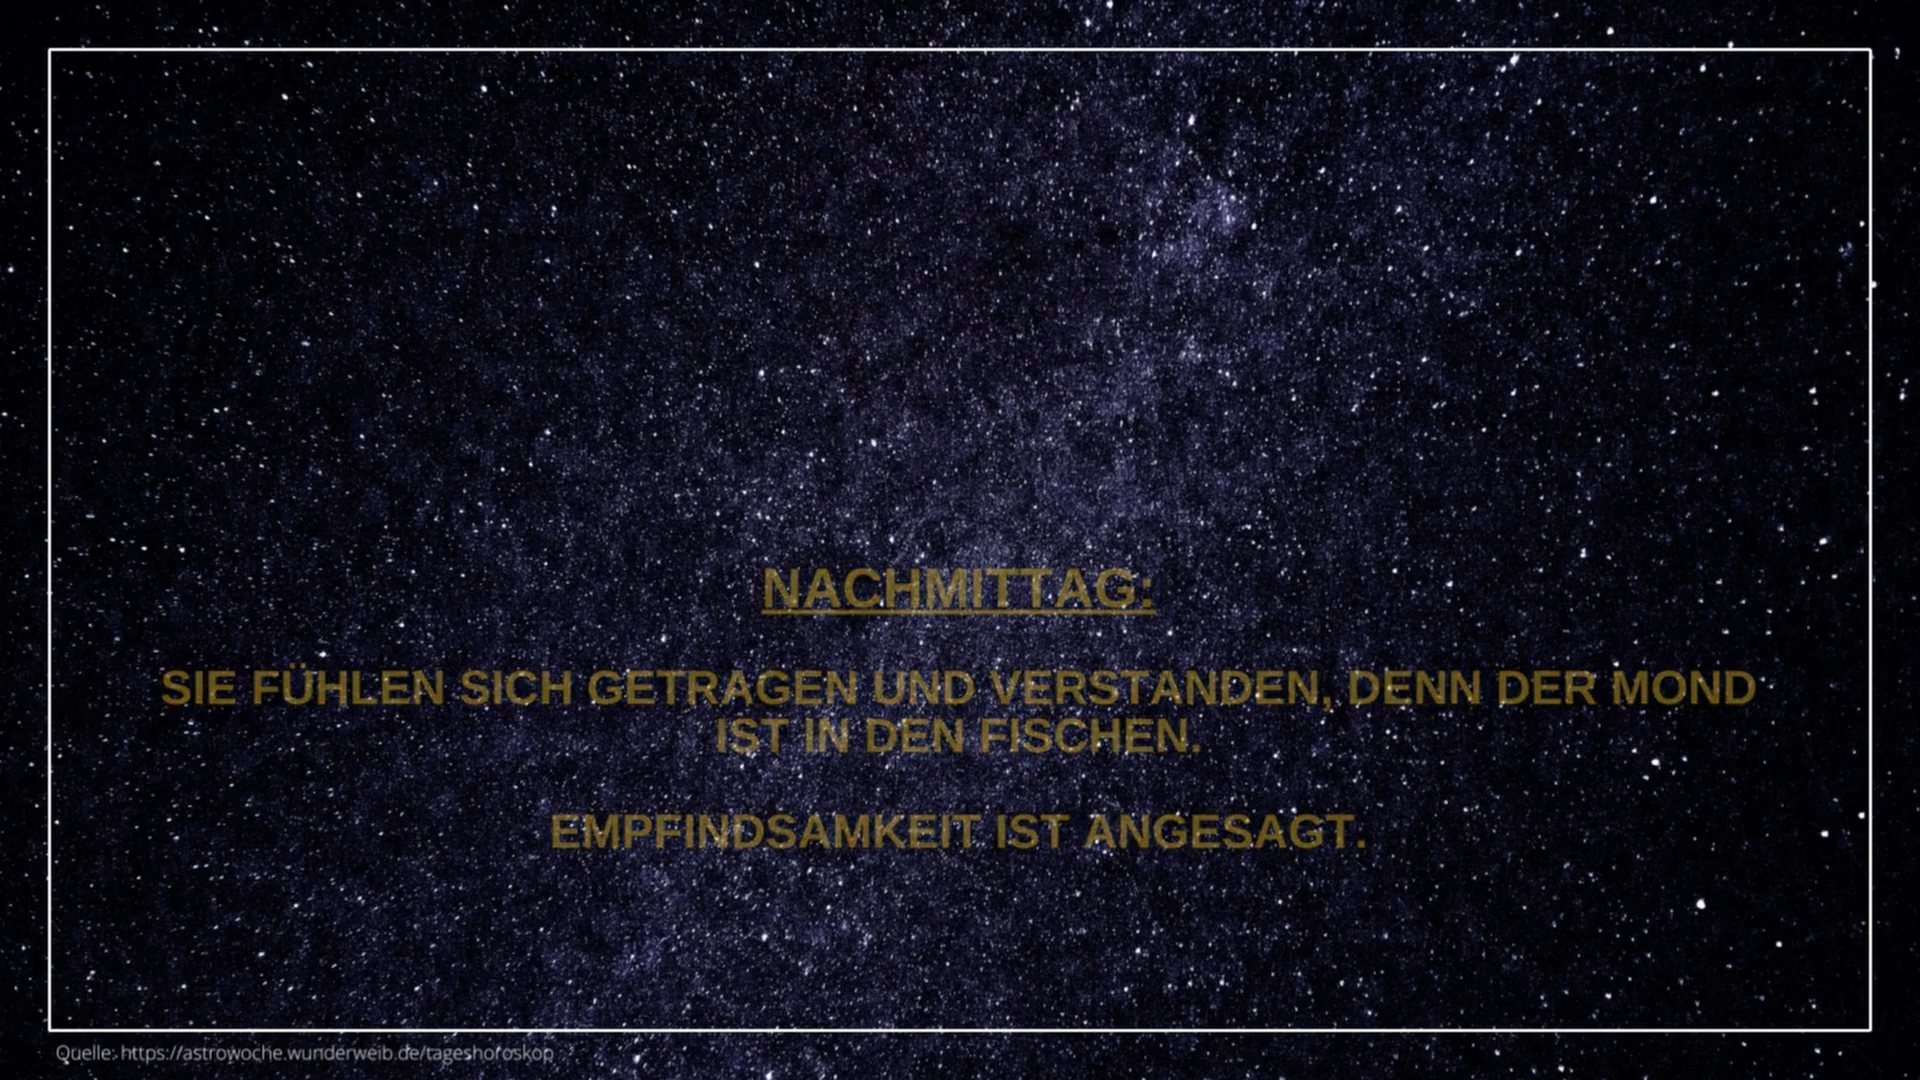 NACHMITTAG:
SIE FÜHLEN SICH GETRAGEN UND VERSTANDEN, DENN DER MOND
IST IN DEN FISCHEN.
EMPFINDSAMKEIT IST ANGESAGT.
Quelle: https://astrowoche.wunderweib.de/tageshoroskop